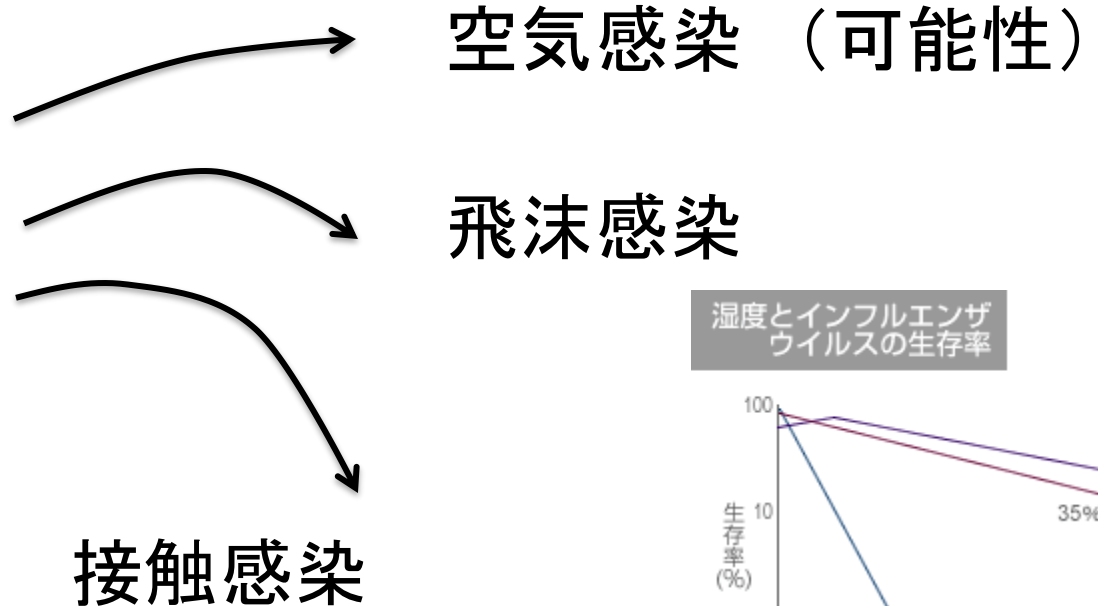 空気感染（可能性）
飛沫感染
湿度とインフルエンザ
ウイルスの生存率
100
10
生存率(%)
35%
接触感染